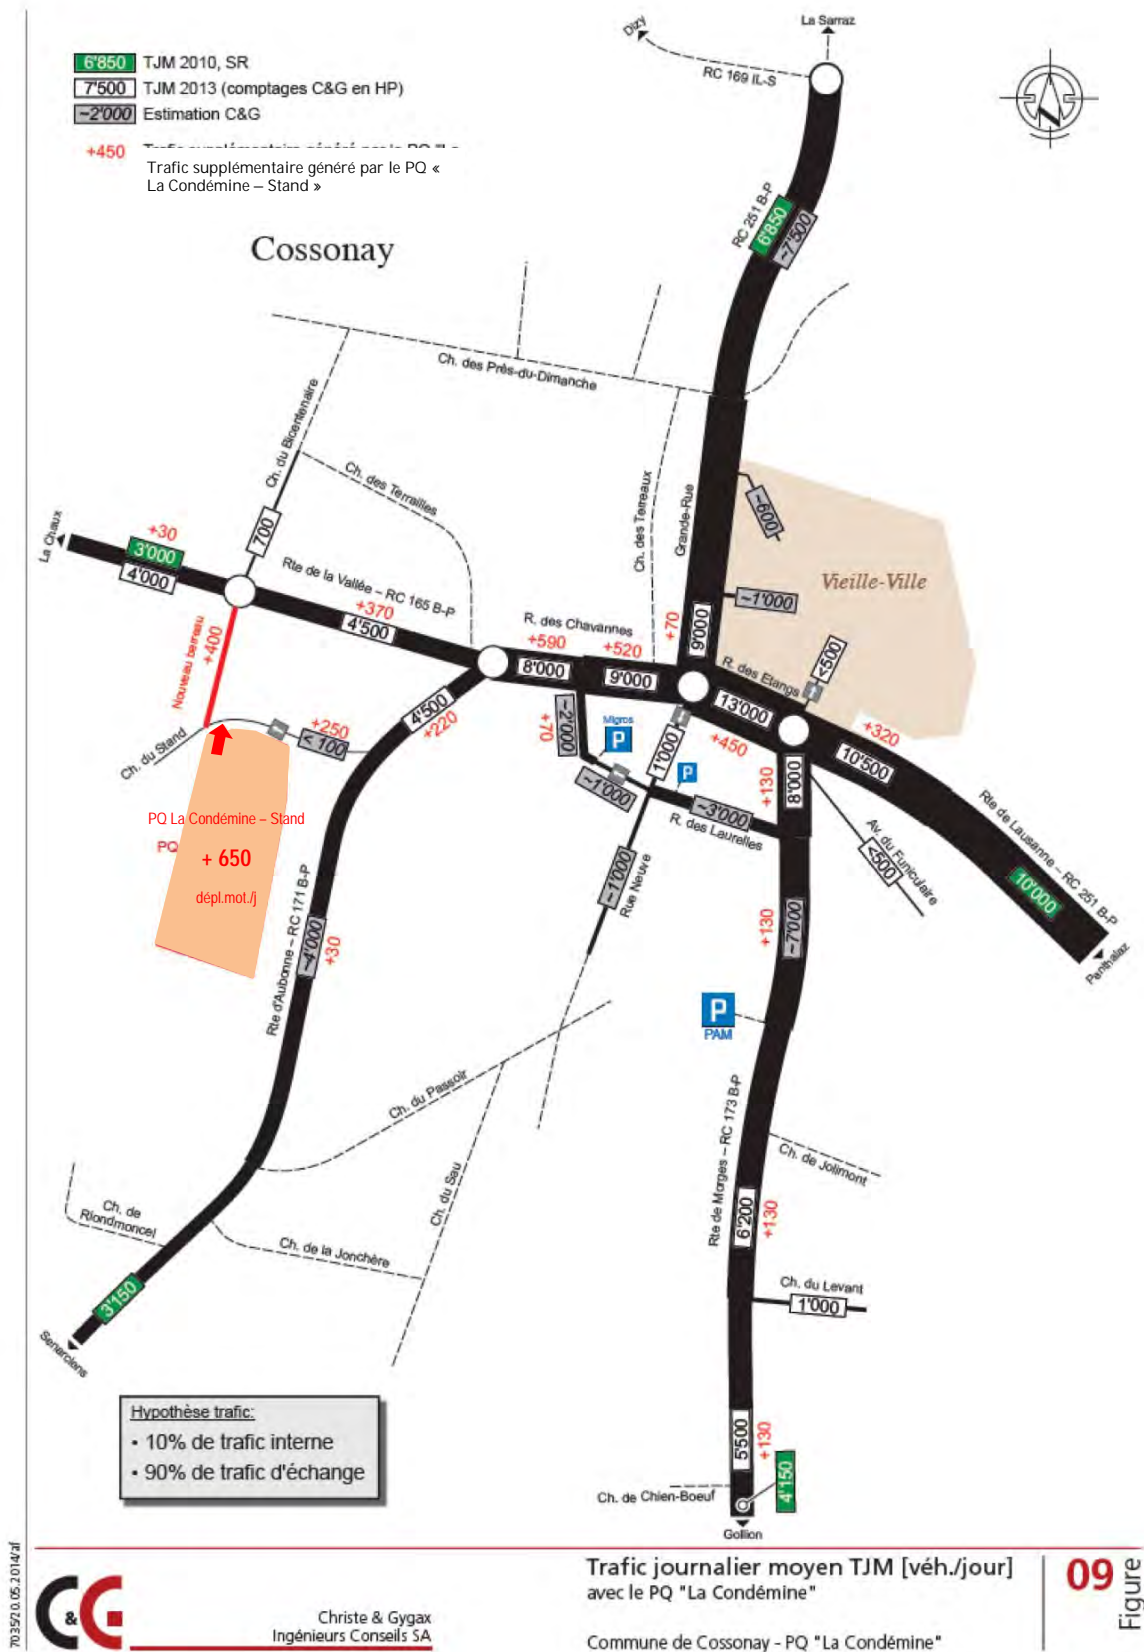 Dizy
La Sarraz
RC 169 IL-S
6'850 TJM 2010, SR
7'500 TJM 2013 (comptages C&G en HP)
~2'000 Estimation C&G
+450
Trafic supplémentaire généré par le PQ «
La Condémine – Stand »
Cossonay
RC 251 B-P
6'850
~7'500
Ch. des Prés-du-Dimanche
Ch. du Bicentenaire
Ch. des Terrailles
Ch. des Terreaux
Grande-Rue
~600
Vieille-Ville
~1'000
La Chaux
+30
3'000
4'000
700
Rte de la Vallée – RC 165 B-P
+370
4'500
R. des Chavannes
+590
+520
8'000
9'000
+70
9'000
R. des Etangs
<500
13'000
+450
+320
10'500
Nouveau barreau
+400
4'500
+220
Ch. du Stand
+250
< 100
~2'000
+70
Migros
P
~1'000
1'000
P
~3'000
R. des Laurelles
+130
8'000
Av. du Funiculaire
<500
Rte de Lausanne – RC 251 B-P
10'000
Penthalaz
PQ La Condémine – Stand
PQ
+ 650
dépl.mot./j
Rte d'Aubonne – RC 171 B-P
~4'000
+30
~1'000
Rue Neuve
+130
~7'000
P
PAM
Ch. du Passoir
Ch. du Sau
Rte de Morges – RC 173 B-P
Ch. de Jolimont
6'200
+130
Ch. de
Riondmoncel
Ch. de la Jonchère
Ch. du Levant
1'000
3'150
Senarclens
Hypothèse trafic:
• 10% de trafic interne
• 90% de trafic d'échange
5'500
+130
4'150
Ch. de Chien-Boeuf
Gollion
7035/20.05.2014/af
C&G
Christe & Gygax
Ingénieurs Conseils SA
Trafic journalier moyen TJM [véh./jour]
avec le PQ "La Condémine"
Commune de Cossonay - PQ "La Condémine"
09
Figure